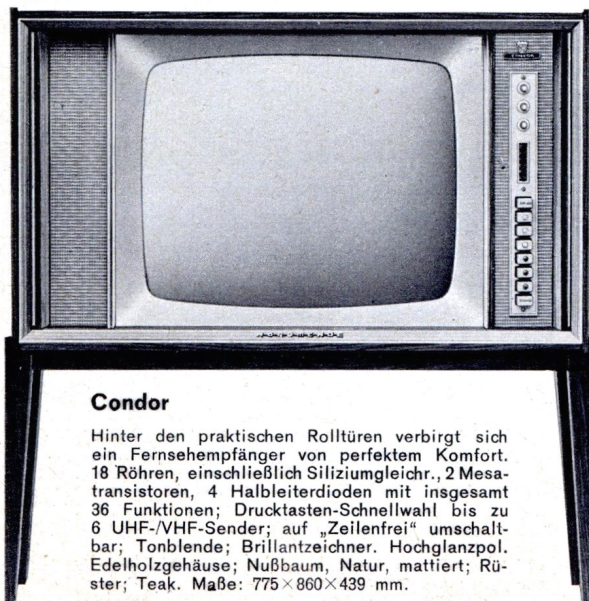 Condor
Hinter den praktischen Rolltüren verbirgt sich
ein Fernsehempfänger von perfektem Komfort.
18 Röhren, einschließlich Siliziumgleichr., 2 Mesa-
transistoren, 4 Halbleiterdioden mit insgesamt
36 Funktionen; Drucktasten-Schnellwahl bis zu
6 UHF-/VHF-Sender; auf „Zeilenfrei“ umschalt-
bar; Tonblende; Brillantzeichner. Hochglanzpol.
Edelholzgehäuse; Nußbaum, Natur, mattiert; Rü-
ster; Teak. Maße: 775×860×439 mm.